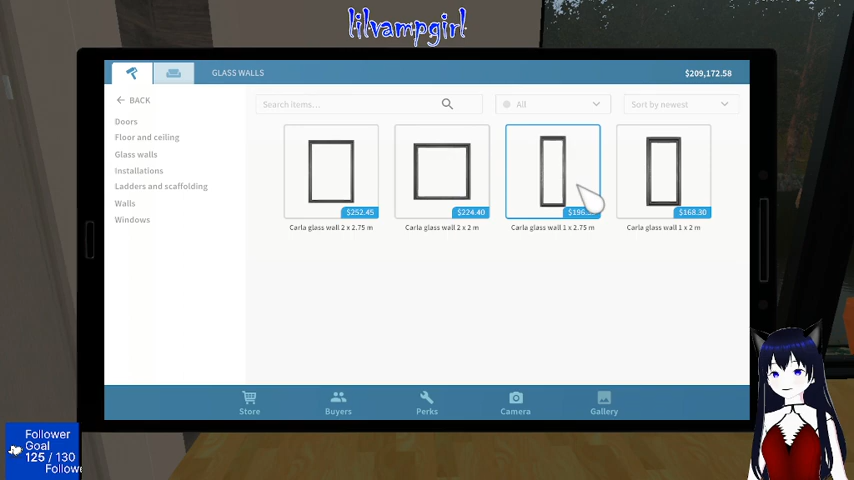 lilvampgirl
GLASS WALLS
$209,172.58
BACK
Search items...
All
Sort by newest
Doors
Floor and ceiling
Glass walls
Installations
Ladders and scaffolding
Walls
Windows
$252.45
$224.40
$168.30
Carla glass wall 2 x 2.75 m
Carla glass wall 2 x 2 m
Carla glass wall 1 x 2.75 m
Carla glass wall 1 x 2 m
Store
Buyers
Perks
Camera
Gallery
Follower
Goal
125 / 130
Followe